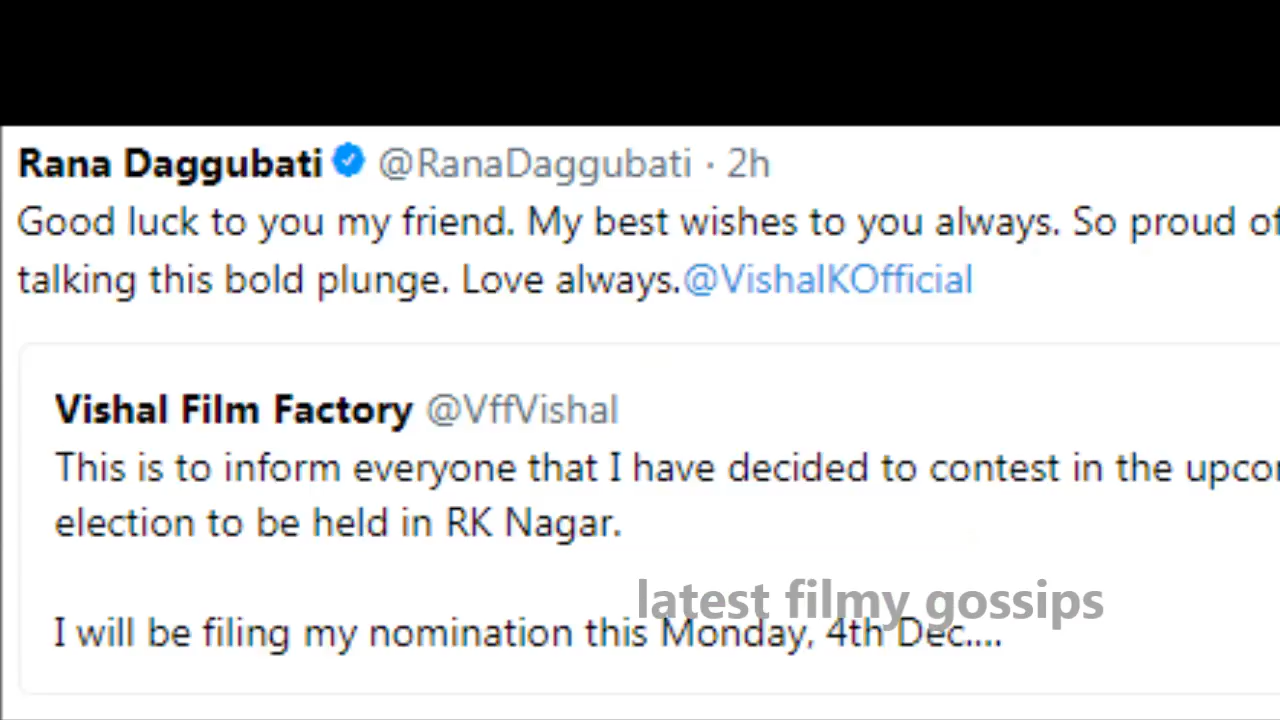 Rana Daggubati @RanaDaggubati · 2h
Good luck to you my friend. My best wishes to you always. So proud of
talking this bold plunge. Love always.@VishalKOfficial
Vishal Film Factory @VffVishal
This is to inform everyone that I have decided to contest in the
election to be held in RK Nagar.
latest filmy gossips
I will be filing my nomination this Monday, 4th Dec....